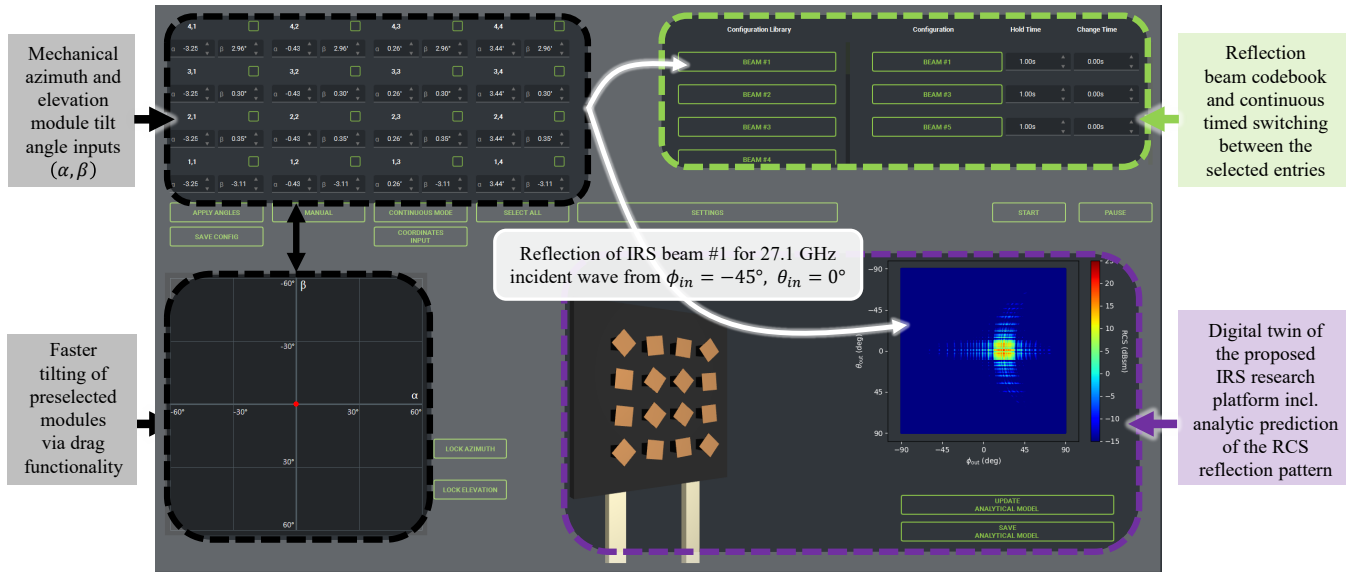 Mechanical
azimuth and
elevation
module tilt
angle inputs
(α, β)
4,1 4,2 4,3 4,4
α -3.25 β 2.96° α -0.43 β 2.96° α 0.26° β 2.96° α 3.44° β 2.96°
3,1 3,2 3,3 3,4
α -3.25 β 0.30° α -0.43 β 0.30° α 0.26° β 0.30° α 3.44° β 0.30°
2,1 2,2 2,3 2,4
α -3.25 β 0.35° α -0.43 β 0.35° α 0.26° β 0.35° α 3.44° β 0.35°
1,1 1,2 1,3 1,4
α -3.25 β -3.11 α -0.43 β -3.11 α 0.26° β -3.11 α 3.44° β -3.11
Configuration Library Configuration Hold Time Change Time
BEAM #1 BEAM #1 1.00s 0.00s
BEAM #2 BEAM #3 1.00s 0.00s
BEAM #3 BEAM #5 1.00s 0.00s
BEAM #4
Reflection
beam codebook
and continuous
timed switching
between the
selected entries
APPLY ANGLES MANUAL CONTINUOUS MODE SELECT ALL SETTINGS START PAUSE
SAVE CONFIG COORDINATES
INPUT
Reflection of IRS beam #1 for 27.1 GHz
incident wave from ϕin = −45°, θin = 0°
Faster
tilting of
preselected
modules
via drag
functionality
-60° β
-30°
α
-60° -30° 30° 60°
30°
60°
LOCK AZIMUTH
LOCK ELEVATION
−90
−45
0
45
90
θout (deg)
−90 −45 0 45 90
ϕout (deg)
25
20
15
10
5
0
−5
−10
−15
RCS (dBsm)
UPDATE
ANALYTICAL MODEL
SAVE
ANALYTICAL MODEL
Digital twin of
the proposed
IRS research
platform incl.
analytic prediction
of the RCS
reflection pattern